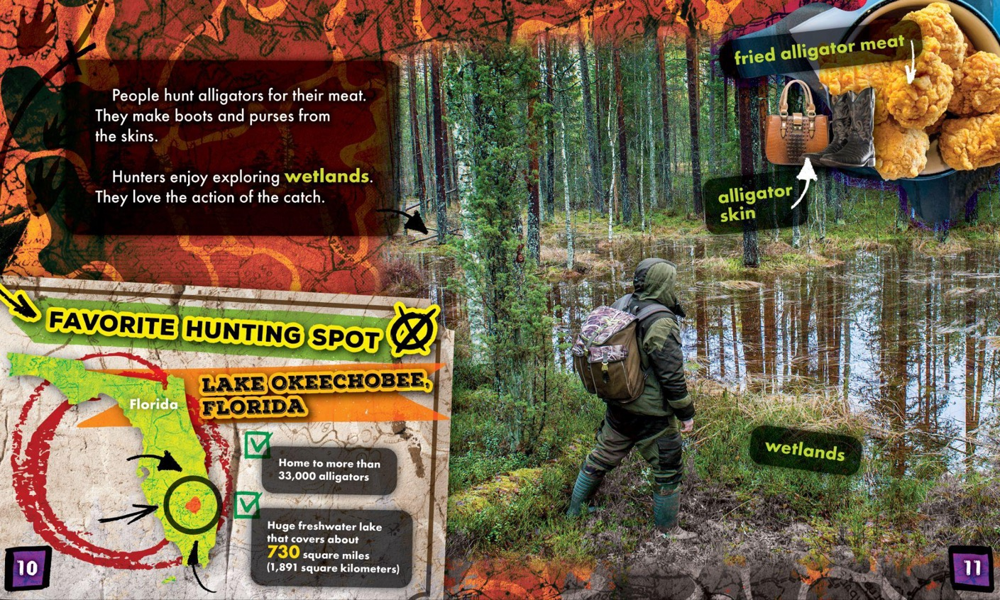 People hunt alligators for their meat.
They make boots and purses from
the skins.
Hunters enjoy exploring wetlands.
They love the action of the catch.
FAVORITE HUNTING SPOT
LAKE OKEECHOBEE,
FLORIDA
Florida
Home to more than
33,000 alligators
Huge freshwater lake
that covers about
730 square miles
(1,891 square kilometers)
10
fried alligator meat
alligator
skin
wetlands
11